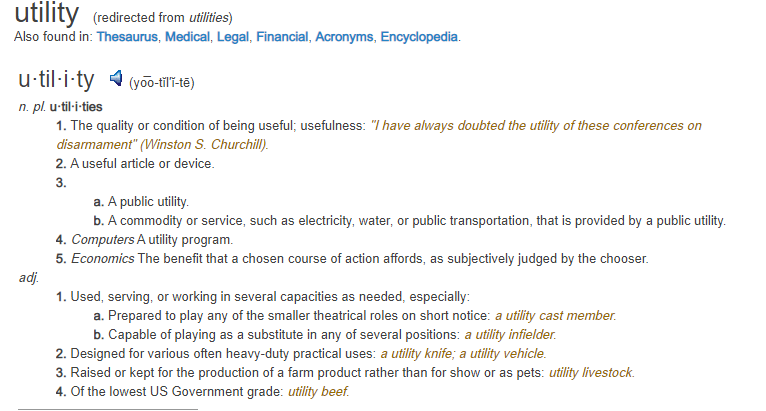 utility (redirected from utilities)
Also found in: Thesaurus, Medical, Legal, Financial, Acronyms, Encyclopedia.
u·til·i·ty (yo͞o-tĭl′ĭ-tē)
n. pl. u·til·i·ties
1. The quality or condition of being useful; usefulness: "I have always doubted the utility of these conferences on
disarmament" (Winston S. Churchill).
2. A useful article or device.
3.
a. A public utility.
b. A commodity or service, such as electricity, water, or public transportation, that is provided by a public utility.
4. Computers A utility program.
5. Economics The benefit that a chosen course of action affords, as subjectively judged by the chooser.
adj.
1. Used, serving, or working in several capacities as needed, especially:
a. Prepared to play any of the smaller theatrical roles on short notice: a utility cast member.
b. Capable of playing as a substitute in any of several positions: a utility infielder.
2. Designed for various often heavy-duty practical uses: a utility knife; a utility vehicle.
3. Raised or kept for the production of a farm product rather than for show or as pets: utility livestock.
4. Of the lowest US Government grade: utility beef.